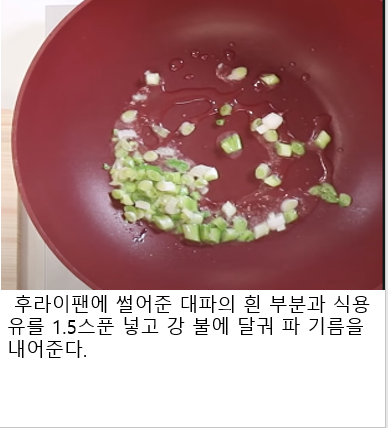 후라이팬에 썰어준 대파의 흰 부분과 식용
유를 1.5스푼 넣고 강 불에 달궈 파 기름을
내어준다.